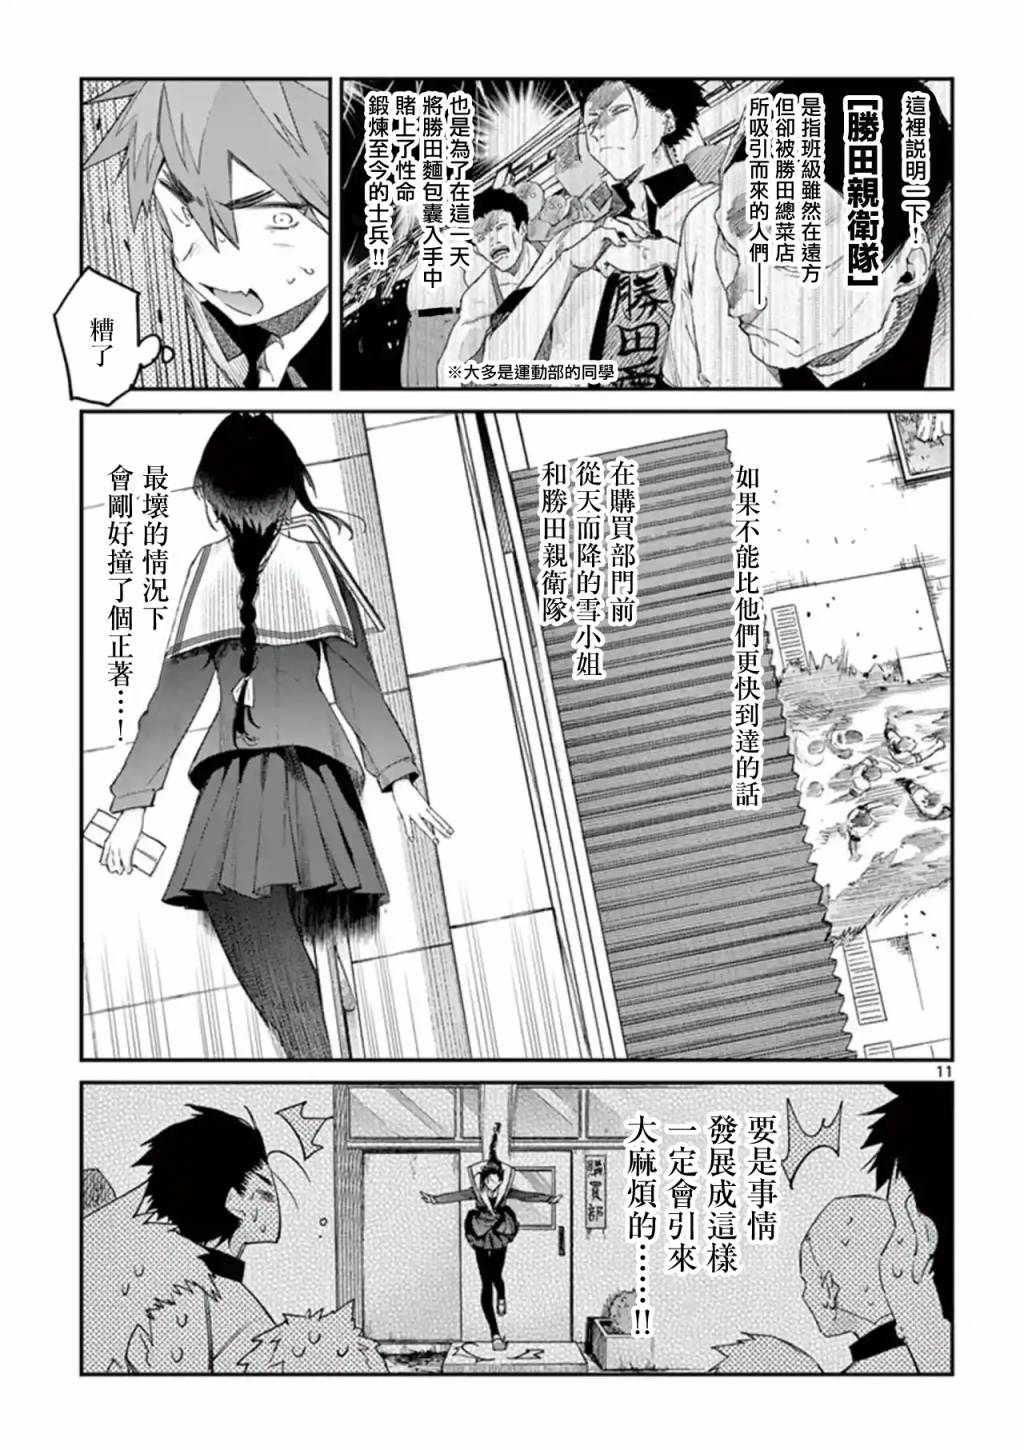 這裡説明一下！
【勝田親衛隊】
是指班級雖然在遠方
但卻被勝田總菜店
所吸引而來的人們——
也是為了在這一天
將勝田麵包囊入手中
賭上了性命
鍛煉至今的士兵!!
勝田
※大多是運動部的同學
糟了
如果不能比他們更快到達的話
在購買部門前
從天而降的雪小姐
和勝田親衛隊
最壞的情況下
會剛好撞了個正著…！
11
要是事情
發展成這樣
一定會引來
大麻煩的……!!
購買部